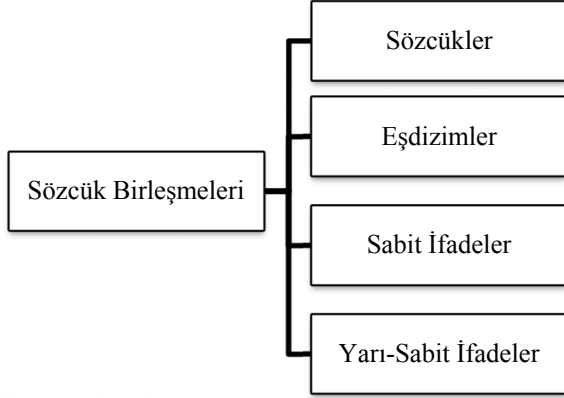 Sözcükler
Eşdizimler
Sözcük Birleşmeleri
Sabit İfadeler
Yarı-Sabit İfadeler